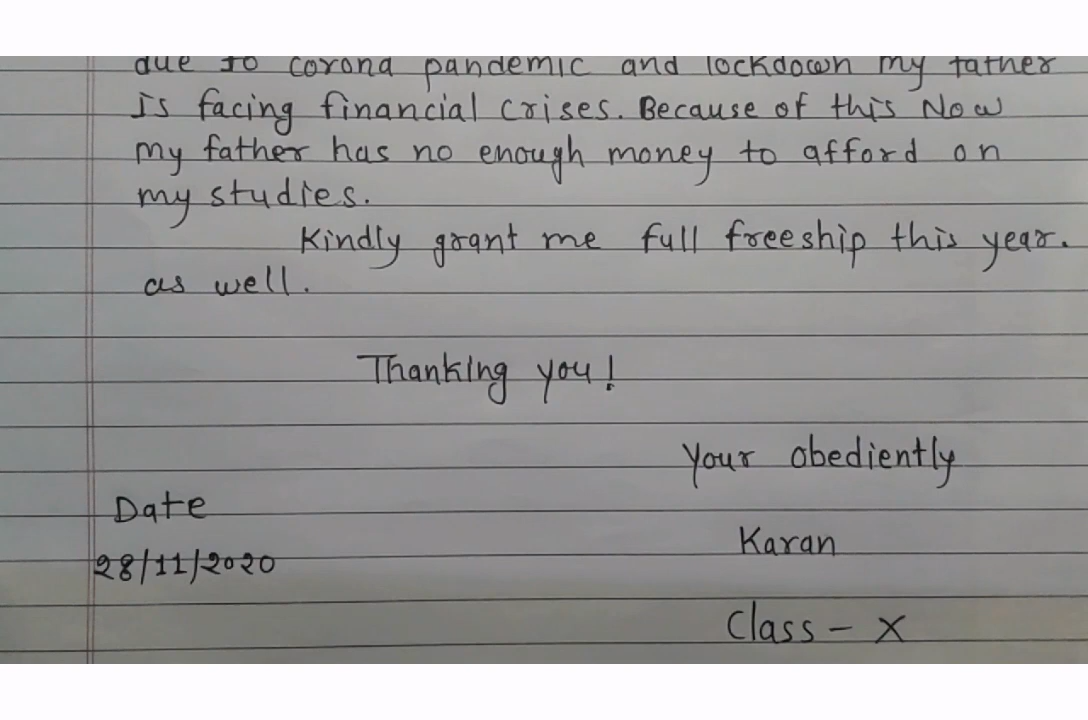 due to corona pandemic and lockdown my father
is facing financial crises. Because of this Now
my father has no enough money to afford on
my studies.
Kindly grant me full freeship this year.
as well.
Thanking you!
Your obediently
Date
Karan
28/11/2020
Class - X